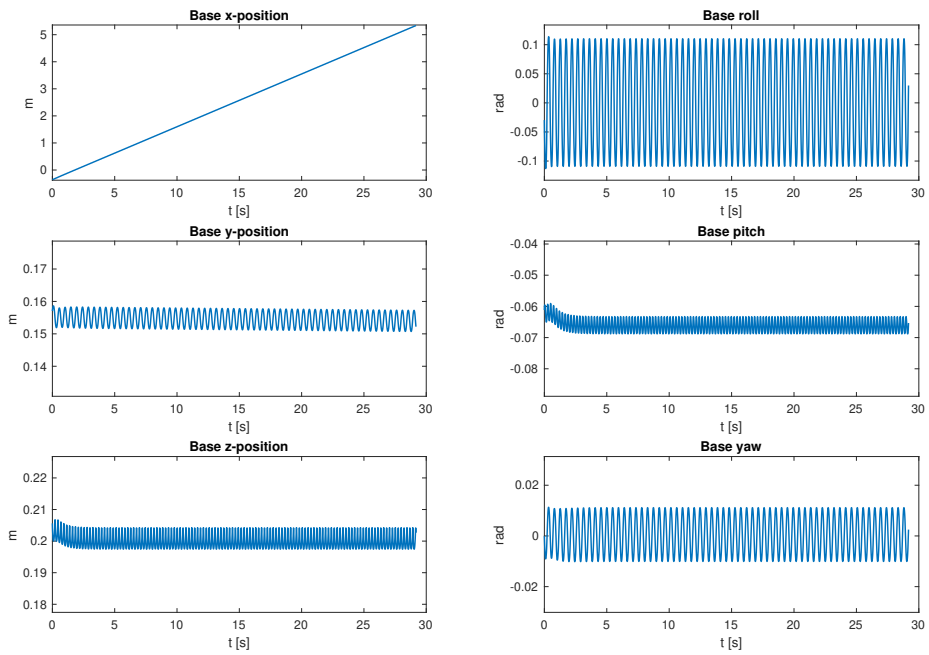 Base x-position
5
4
3
2
1
0
m
0 5 10 15 20 25 30
t [s]
Base roll
0.1
0.05
0
-0.05
-0.1
rad
0 5 10 15 20 25 30
t [s]
Base y-position
0.17
0.16
0.15
0.14
m
0 5 10 15 20 25 30
t [s]
Base pitch
-0.04
-0.05
-0.06
-0.07
-0.08
rad
0 5 10 15 20 25 30
t [s]
Base z-position
0.22
0.21
0.2
0.19
0.18
m
0 5 10 15 20 25 30
t [s]
Base yaw
0.02
0
-0.02
rad
0 5 10 15 20 25 30
t [s]